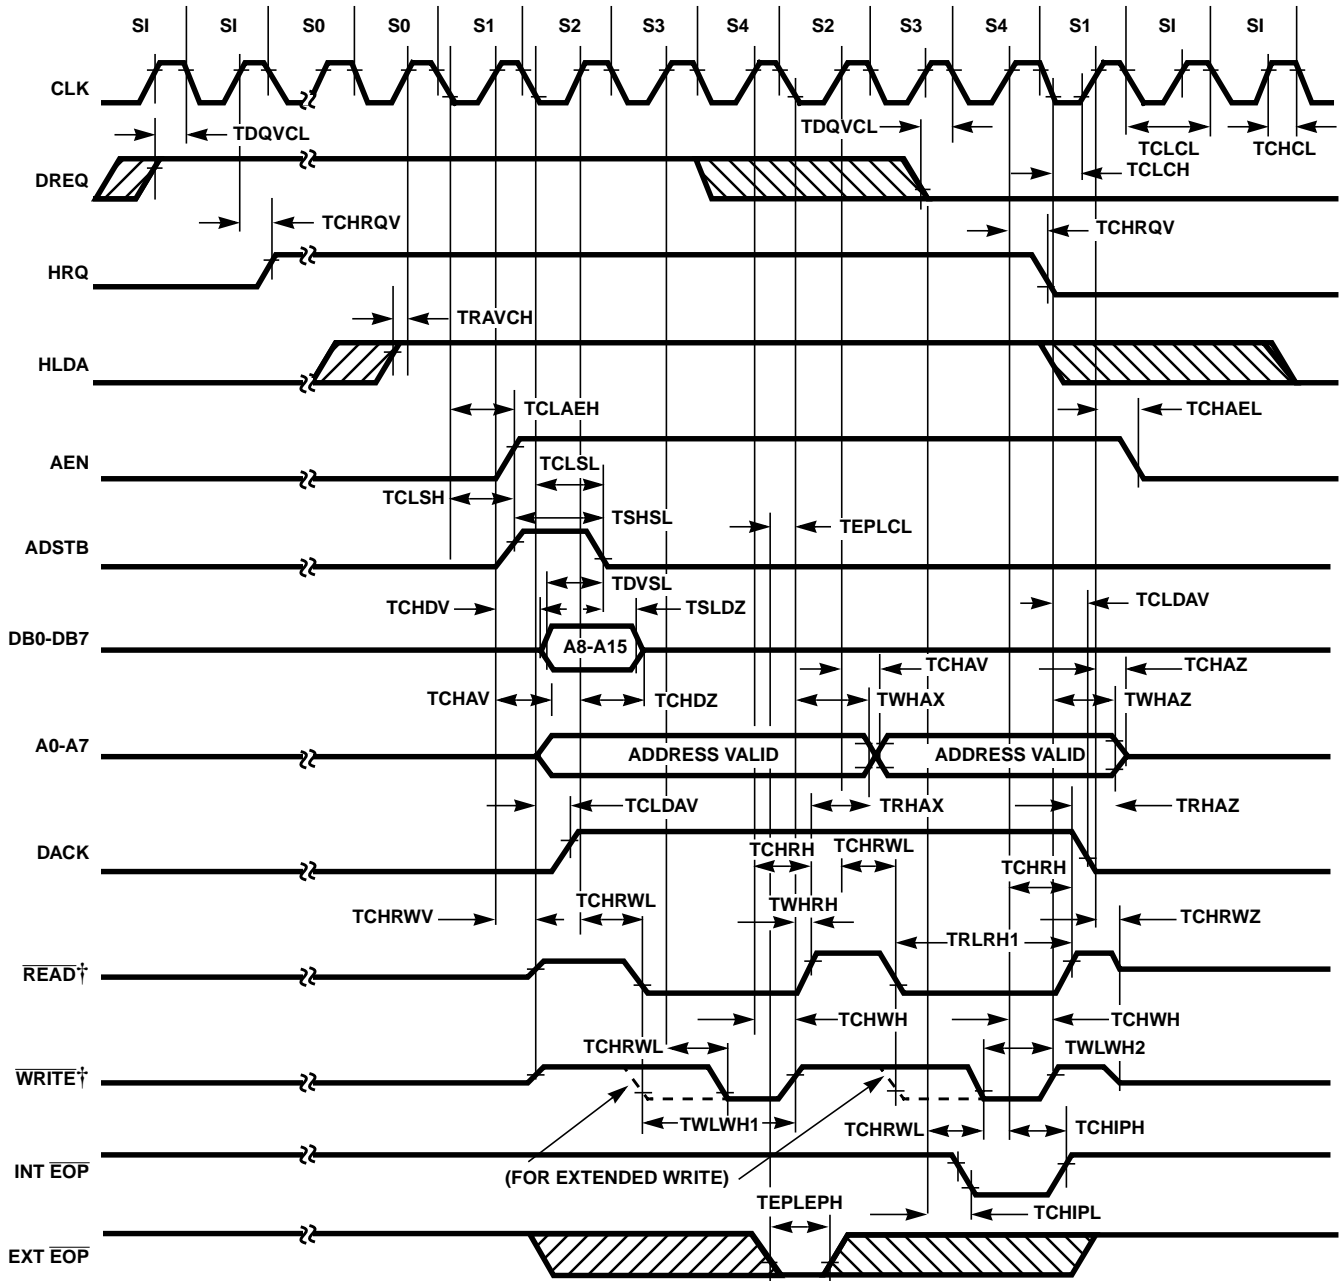 SI SI S0 S0 S1 S2 S3 S4 S2 S3 S4 S1 SI SI
CLK
TDQVCL TDQVCL TCLCL TCHCL
TCLCH
DREQ
TCHRQV TCHRQV
HRQ
TRAVCH
HLDA
TCLAEH TCHAEL
AEN
TCLSL
TCLSH
TSHSL TEPLCL
ADSTB
TDVSL
TCHDV TSLDZ TCLDAV
DB0-DB7 A8-A15
TCHAV TCHAZ
TCHAV TCHDZ TWHAX TWHAZ
A0-A7 ADDRESS VALID ADDRESS VALID
TCLDAV TRHAX TRHAZ
DACK
TCHRH TCHRWL
TCHRH
TCHRWV TCHRWL TWHRH TCHRWZ
TRLRH1
READ†
TCHWH TCHWH
TCHRWL TWLWH2
WRITE†
TWLWH1 TCHRWL TCHIPH
INT EOP
(FOR EXTENDED WRITE)
TEPLEPH
TCHIPL
EXT EOP